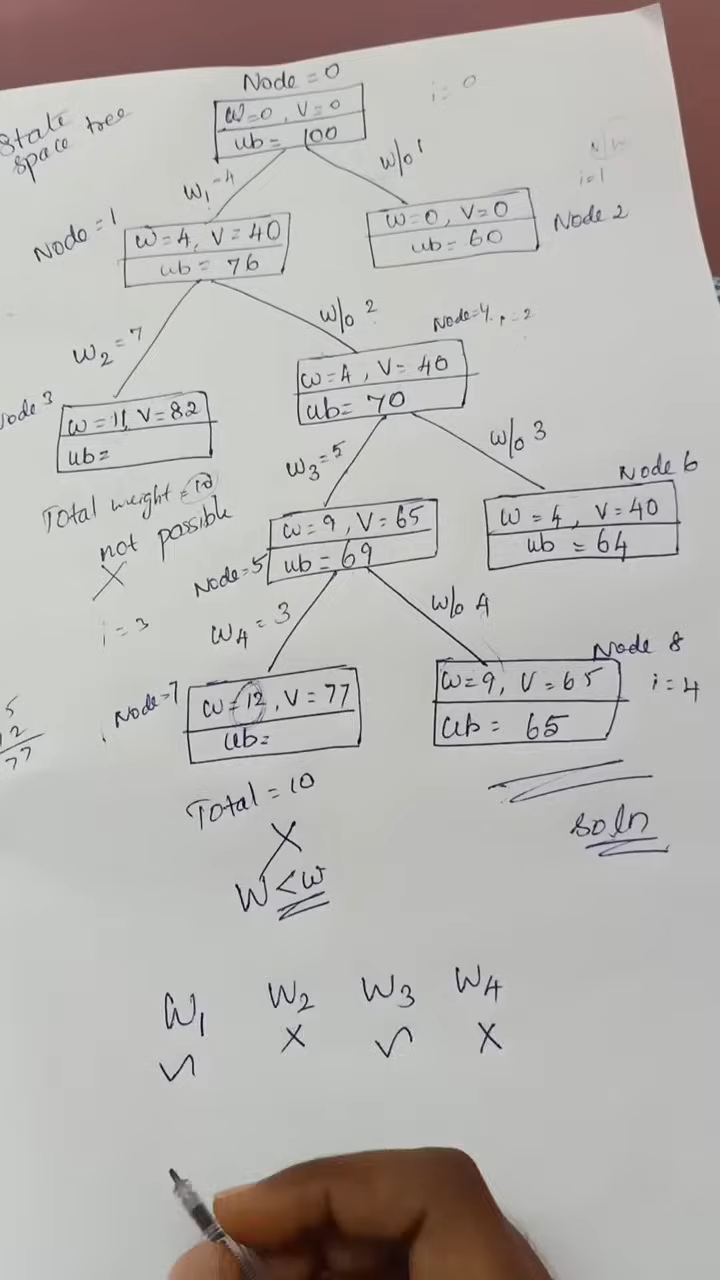 State space tree
Node = 0
i = 0
w=0, V=0
ub= 100
w₁=4
w/o 1
i=1
Node = 1
w=4, V=40
ub= 76
w=0, V=0
ub= 60
Node 2
w₂=7
w/o 2
Node=4, i=2
Node 3
w=11, V=82
ub=
w=4, V=40
ub= 70
Total weight = 10
not possible
X
w₃=5
w/o 3
Node 6
Node=5
w=9, V=65
ub= 69
w=4, V=40
ub = 64
i=3
w₄=3
w/o 4
Node=7
w=12, V=77
ub=
Node 8
w=9, V=65
ub= 65
i=4
77
Total = 10
X
W<w
soln
W₁ W₂ W₃ W₄
✓ X ✓ X